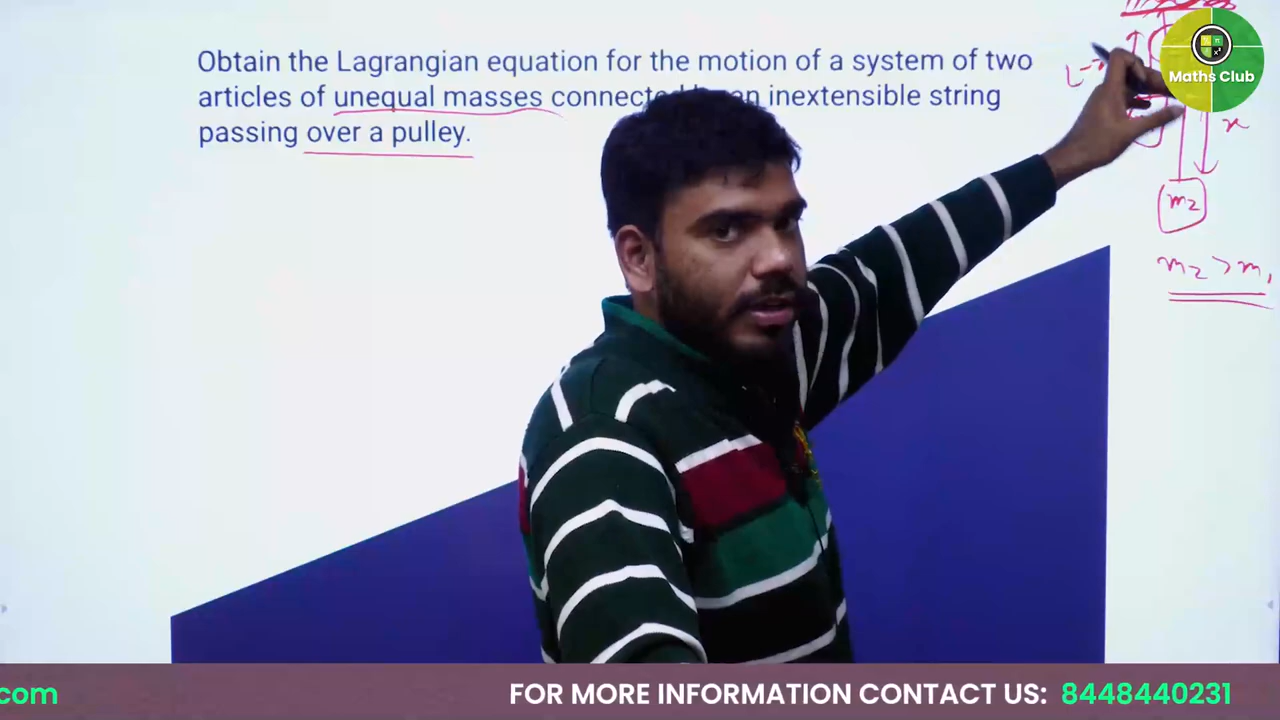 Obtain the Lagrangian equation for the motion of a system of two
articles of unequal masses connected an inextensible string
passing over a pulley.
Maths Club
x
m2
m2 > m1
.com
FOR MORE INFORMATION CONTACT US: 8448440231